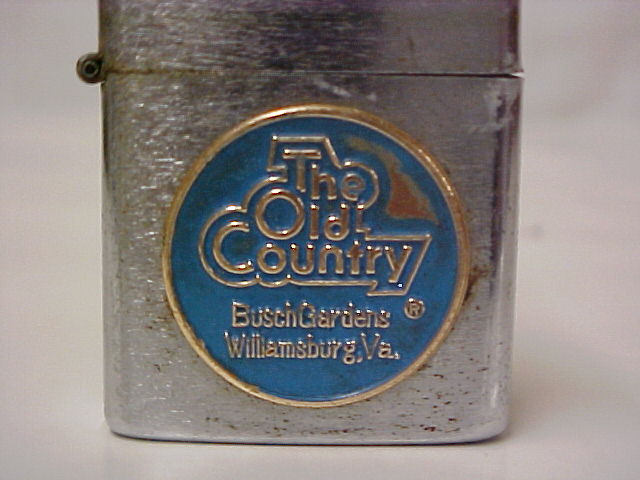 The
Old
Country
®
Busch Gardens
Williamsburg, Va.